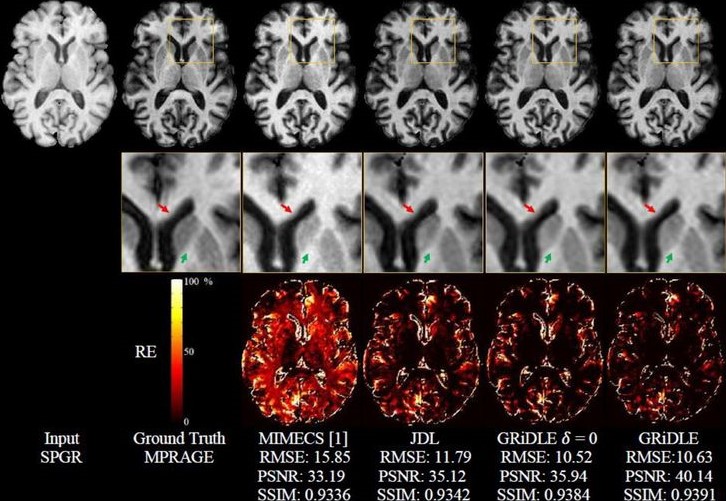 100 %
RE
50
0
Input
SPGR
Ground Truth
MPRAGE
MIMECS [1]
RMSE: 15.85
PSNR: 33.19
SSIM: 0.9336
JDL
RMSE: 11.79
PSNR: 35.12
SSIM: 0.9342
GRiDLE δ = 0
RMSE: 10.52
PSNR: 35.94
SSIM: 0.9384
GRiDLE
RMSE:10.63
PSNR: 40.14
SSIM: 0.9391